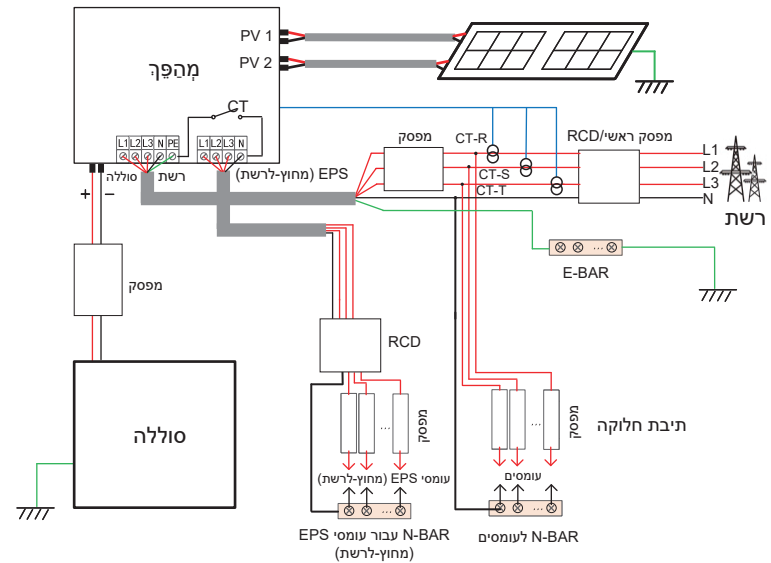 PV 1
PV 2
מְהַפֵּךְ
CT
L1 L2 L3 N PE
L1 L2 L3 N
+
–
סוללה
רשת
EPS (מחוץ-לרשת)
מפסק
CT-R
CT-S
CT-T
מפסק ראשי/RCD
L1
L2
L3
N
רשת
E-BAR
מפסק
RCD
סוללה
מפסק
...
עומסי EPS (מחוץ-לרשת)
...
N-BAR עבור עומסי EPS
(מחוץ-לרשת)
...
מפסק
תיבת חלוקה
עומסים
...
N-BAR לעומסים
...